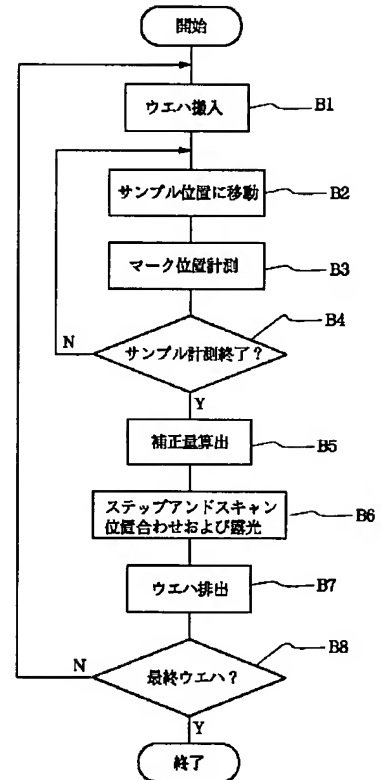 開始
ウエハ搬入
B1
サンプル位置に移動
B2
マーク位置計測
B3
B4
サンプル計測終了?
N
Y
補正量算出
B5
ステップアンドスキャン
位置合わせおよび露光
B6
ウエハ排出
B7
B8
最終ウエハ?
N
Y
終了